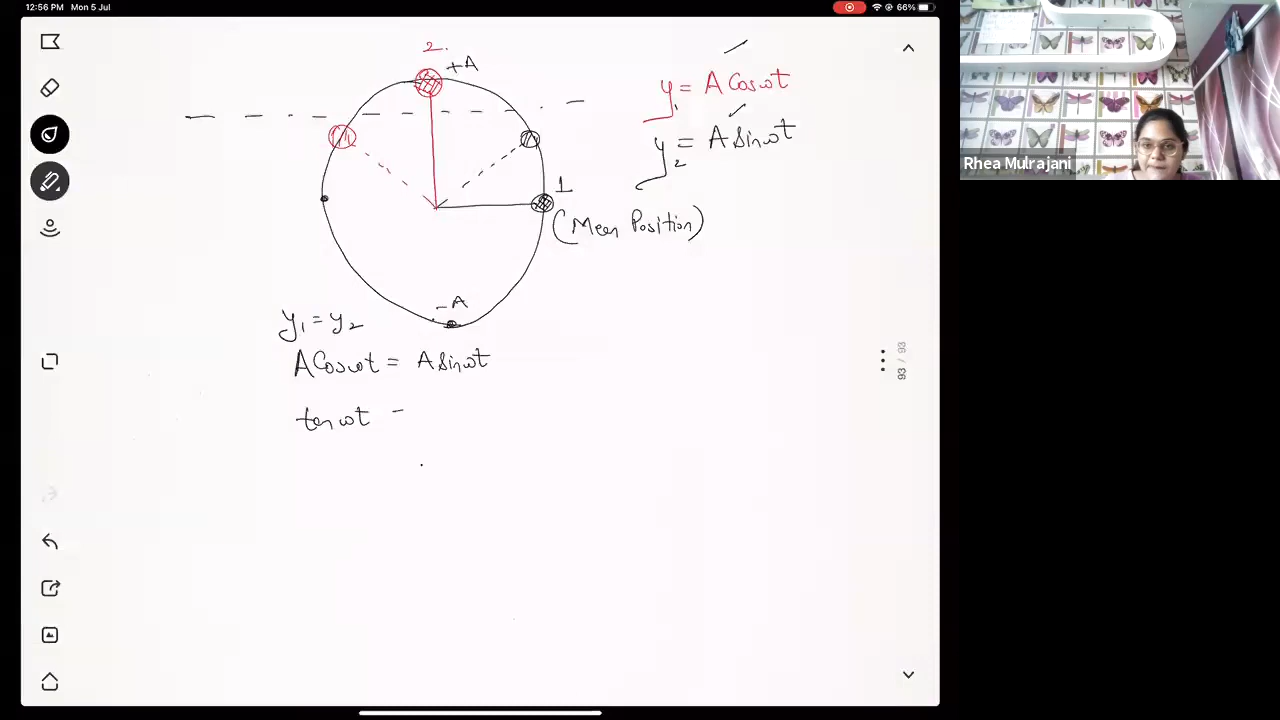 12:56 PM Mon 5 Jul
66%
2.
+A
y1 = A Cosωt
y2 = A Sinωt
1
(Mean Position)
-A
y1 = y2
A Cosωt = A Sinωt
tanωt =
93 / 93
Rhea Mulrajani